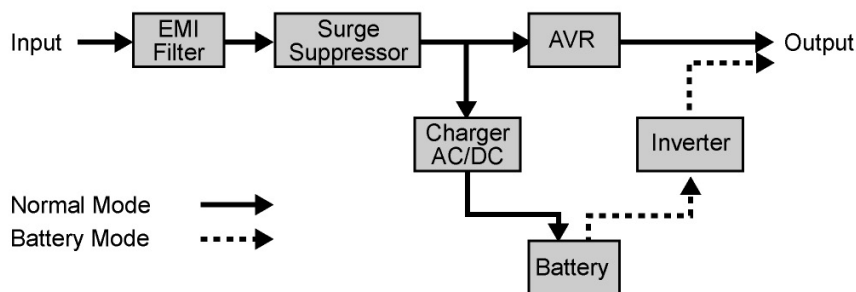 Input
EMI
Filter
Surge
Suppressor
AVR
Output
Charger
AC/DC
Inverter
Normal Mode
Battery Mode
Battery